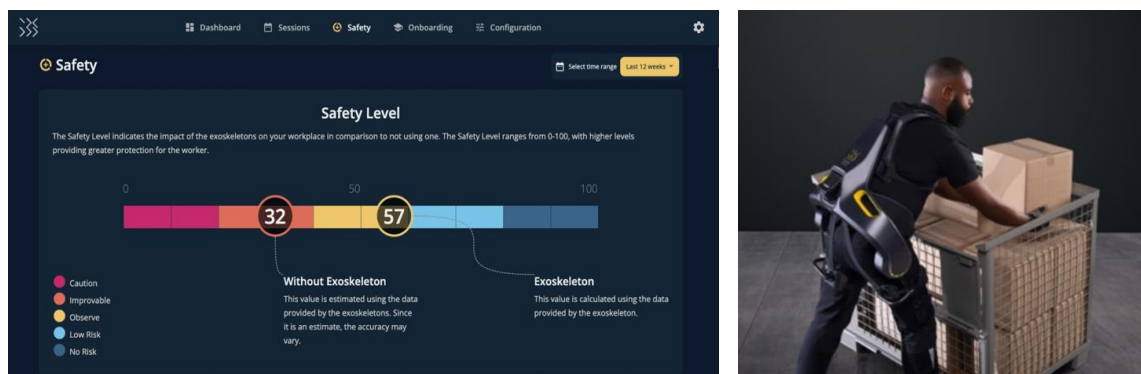 Dashboard
Sessions
Safety
Onboarding
Configuration
Safety
Select time range
Last 12 weeks
Safety Level
The Safety Level indicates the impact of the exoskeletons on your workplace in comparison to not using one. The Safety Level ranges from 0-100, with higher levels
providing greater protection for the worker.
0
50
100
32
57
Caution
Improvable
Observe
Low Risk
No Risk
Without Exoskeleton
This value is estimated using the data
provided by the exoskeletons. Since
it is an estimate, the accuracy may
vary.
Exoskeleton
This value is calculated using the data
provided by the exoskeleton.